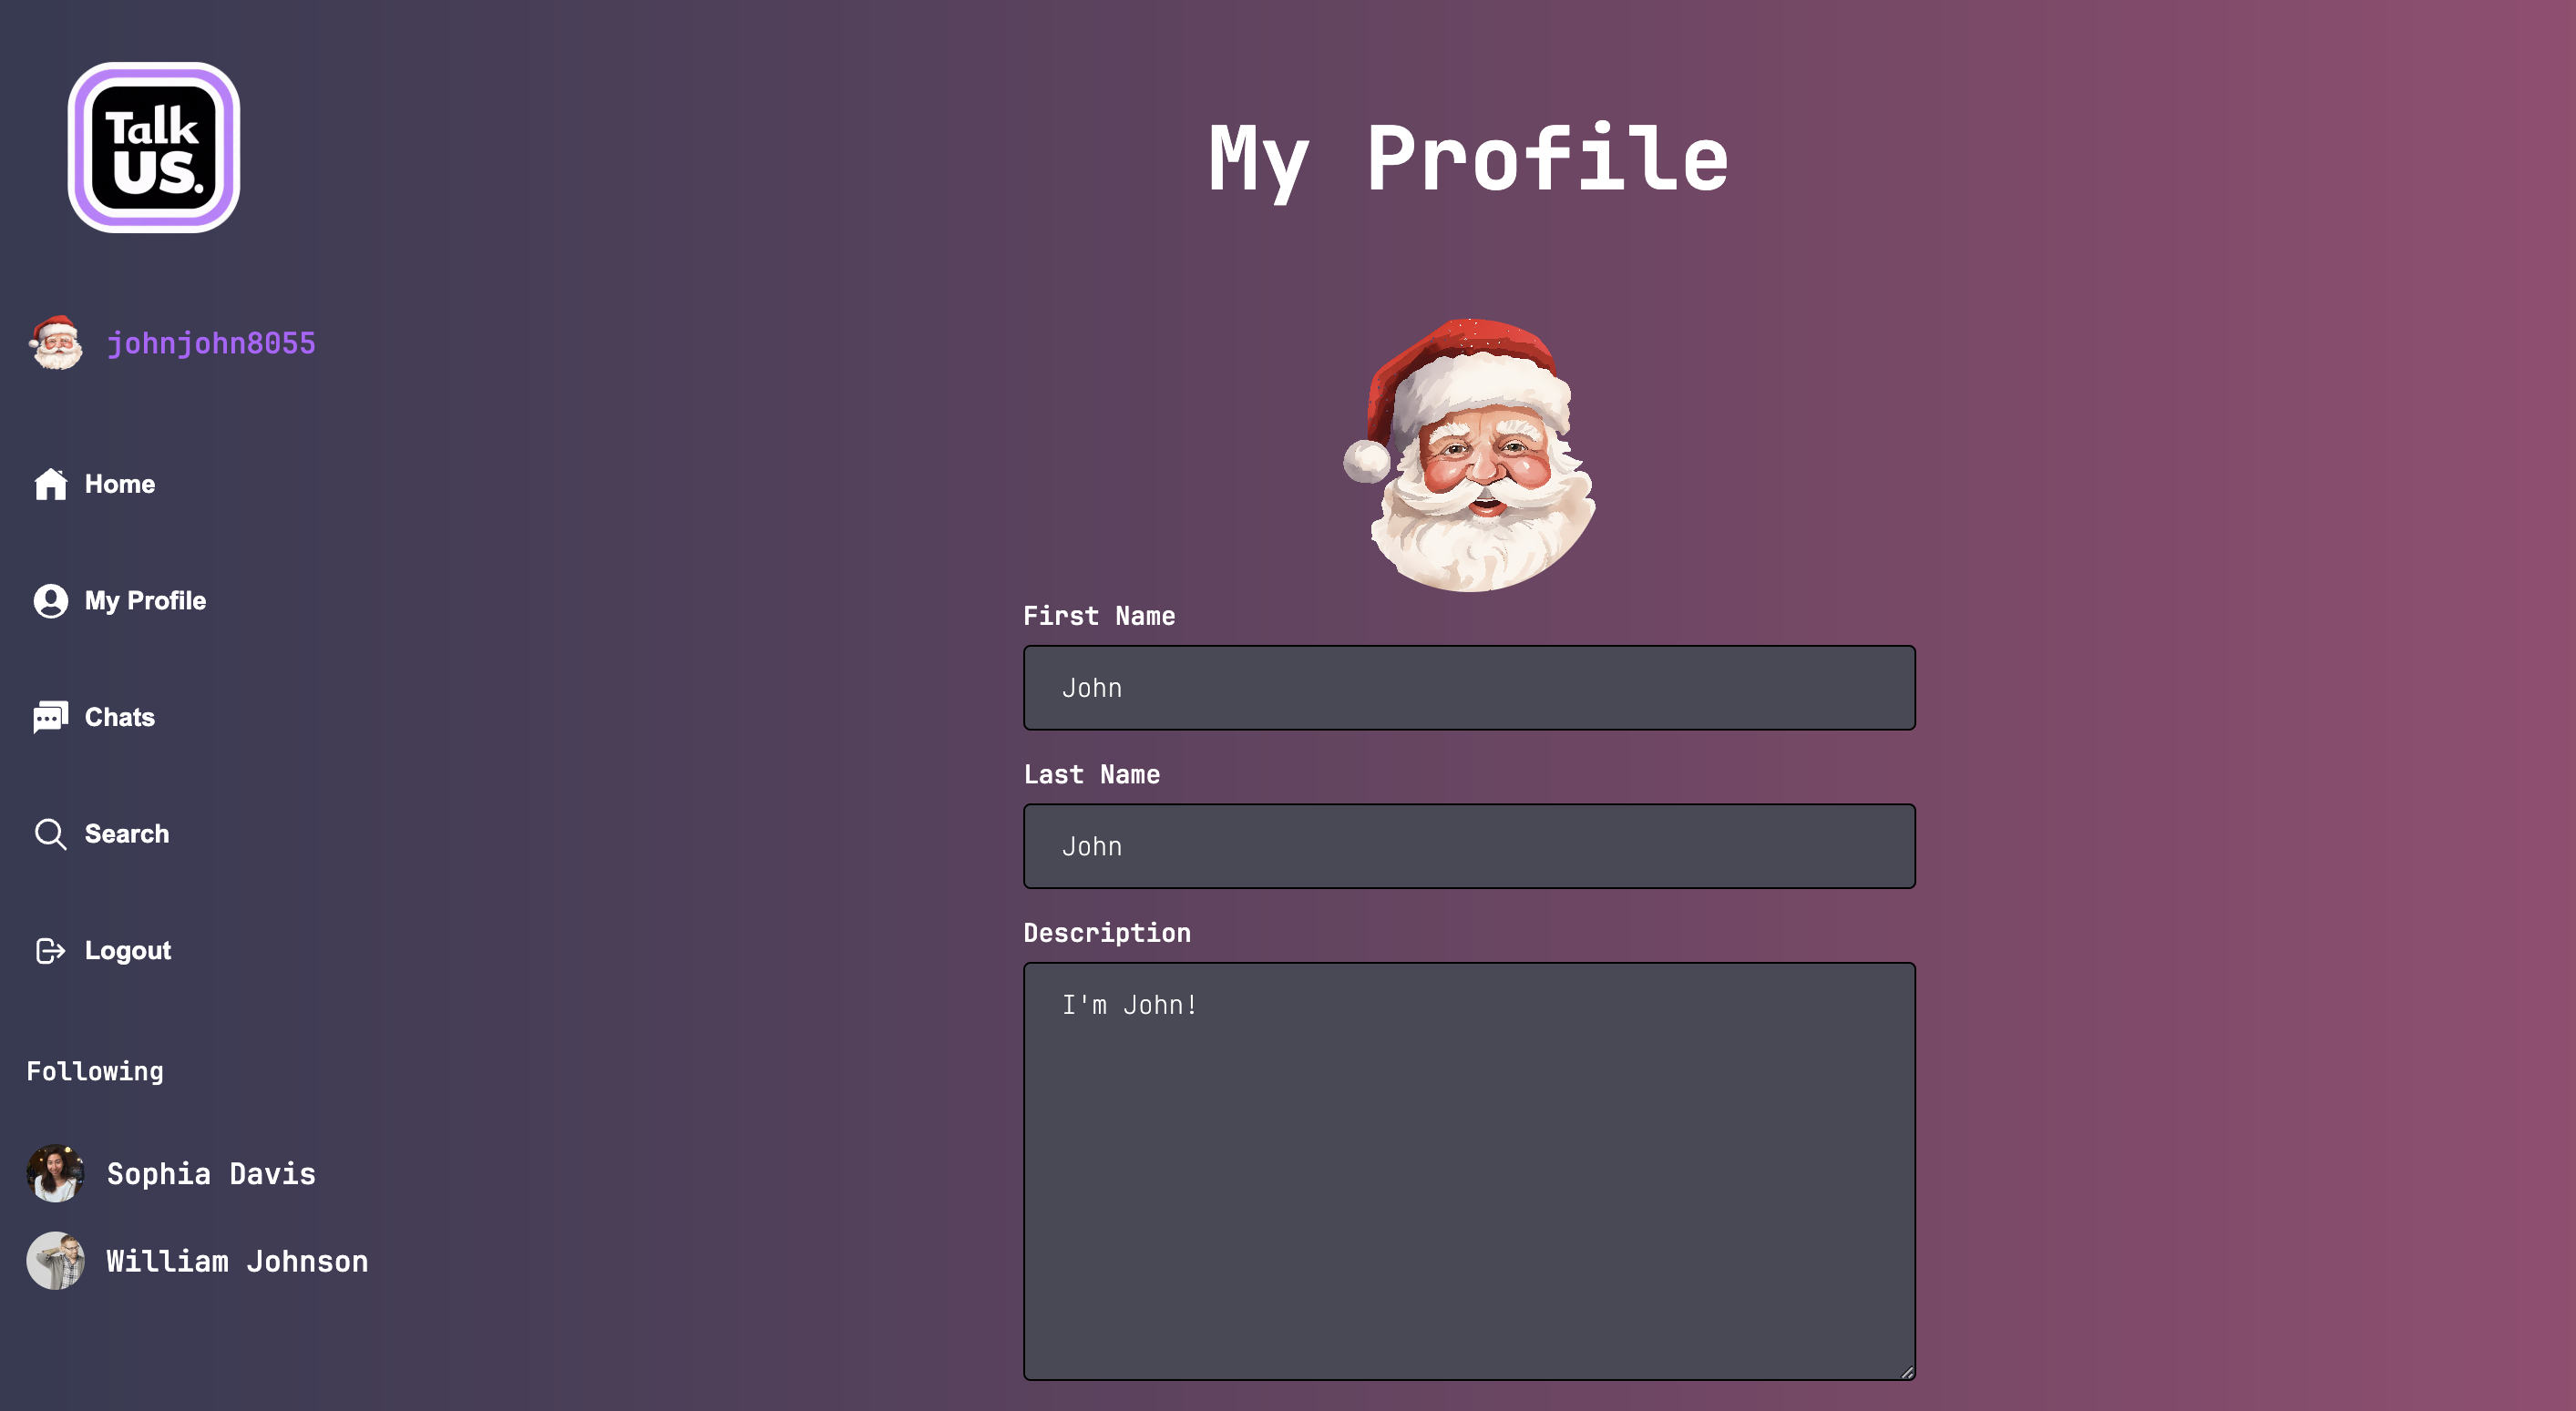 Talk
US.
johnjohn8055
Home
My Profile
Chats
Search
Logout
Following
Sophia Davis
William Johnson
My Profile
First Name
John
Last Name
John
Description
I'm John!